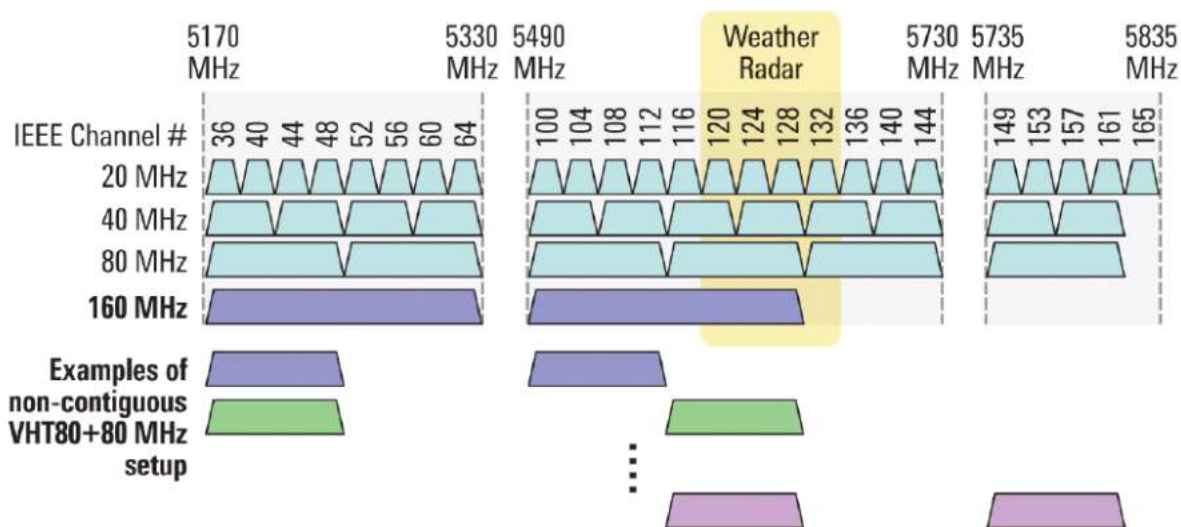 5170 MHz 5330 MHz 5490 MHz Weather Radar 5730 MHz 5735 MHz 5835 MHz
IEEE Channel # 36 40 44 48 52 56 60 64 100 104 108 112 116 120 124 128 132 136 140 144 149 153 157 161 165
20 MHz
40 MHz
80 MHz
160 MHz
Examples of
non-contiguous
VHT80+80 MHz
setup